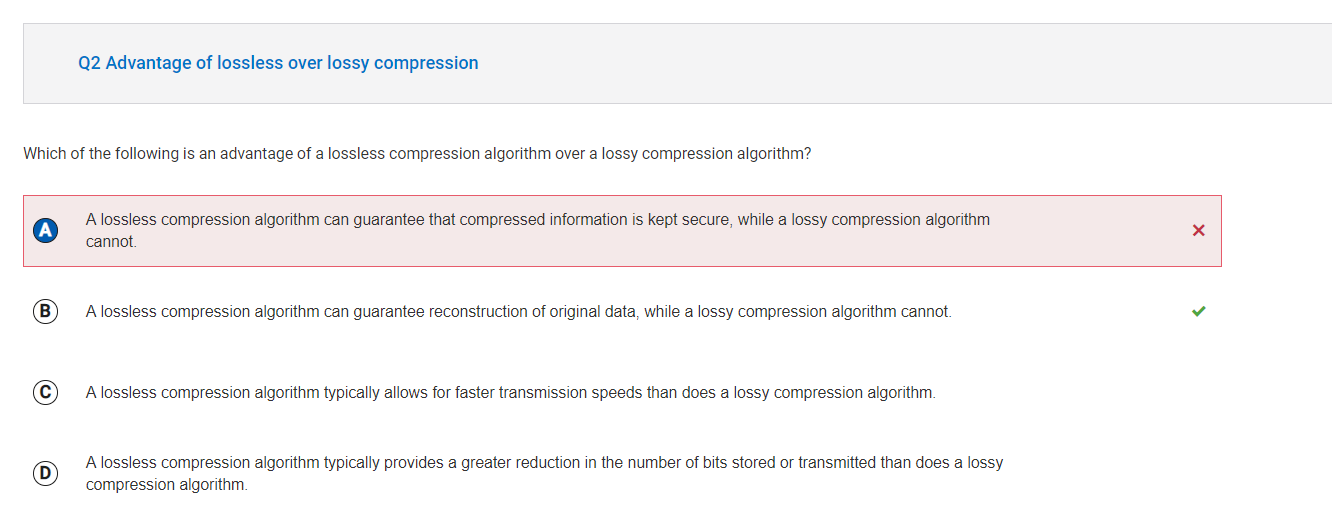 Q2 Advantage of lossless over lossy compression
Which of the following is an advantage of a lossless compression algorithm over a lossy compression algorithm?
A A lossless compression algorithm can guarantee that compressed information is kept secure, while a lossy compression algorithm
cannot.
B A lossless compression algorithm can guarantee reconstruction of original data, while a lossy compression algorithm cannot.
C A lossless compression algorithm typically allows for faster transmission speeds than does a lossy compression algorithm.
D A lossless compression algorithm typically provides a greater reduction in the number of bits stored or transmitted than does a lossy
compression algorithm.